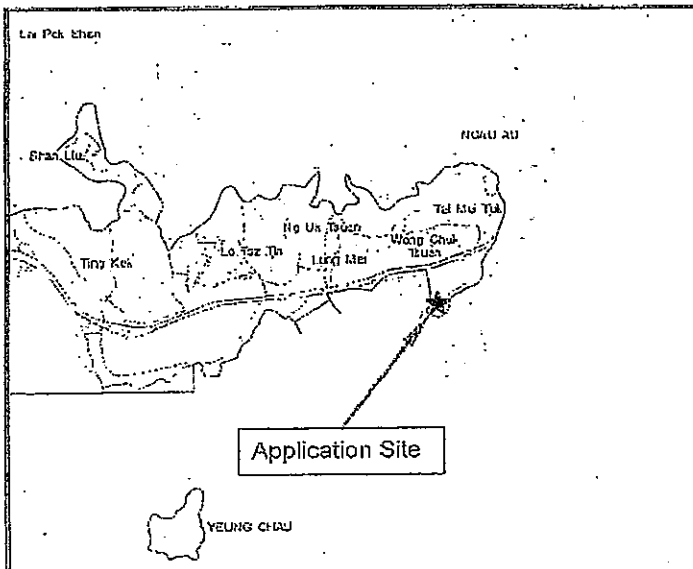 Lai Pek Shan
NGAU AU
Shan Liu
Tai Mei Tuk
Ng Uk Tsuen
Wong Chuk
Tsuen
Lo Tsz Tin
Lung Mei
Ting Kok
Application Site
YEUNG CHAU